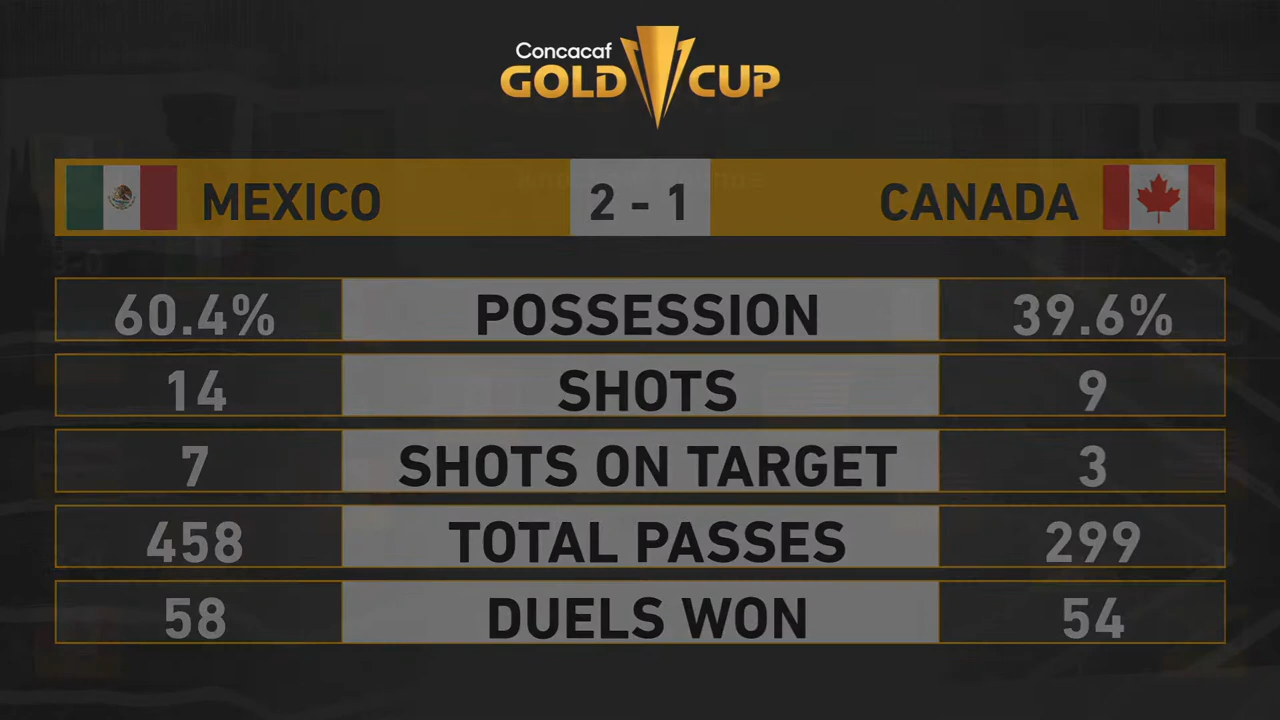 Concacaf
GOLD CUP
MEXICO 2 - 1 CANADA
60.4% POSSESSION 39.6%
14 SHOTS 9
7 SHOTS ON TARGET 3
458 TOTAL PASSES 299
58 DUELS WON 54